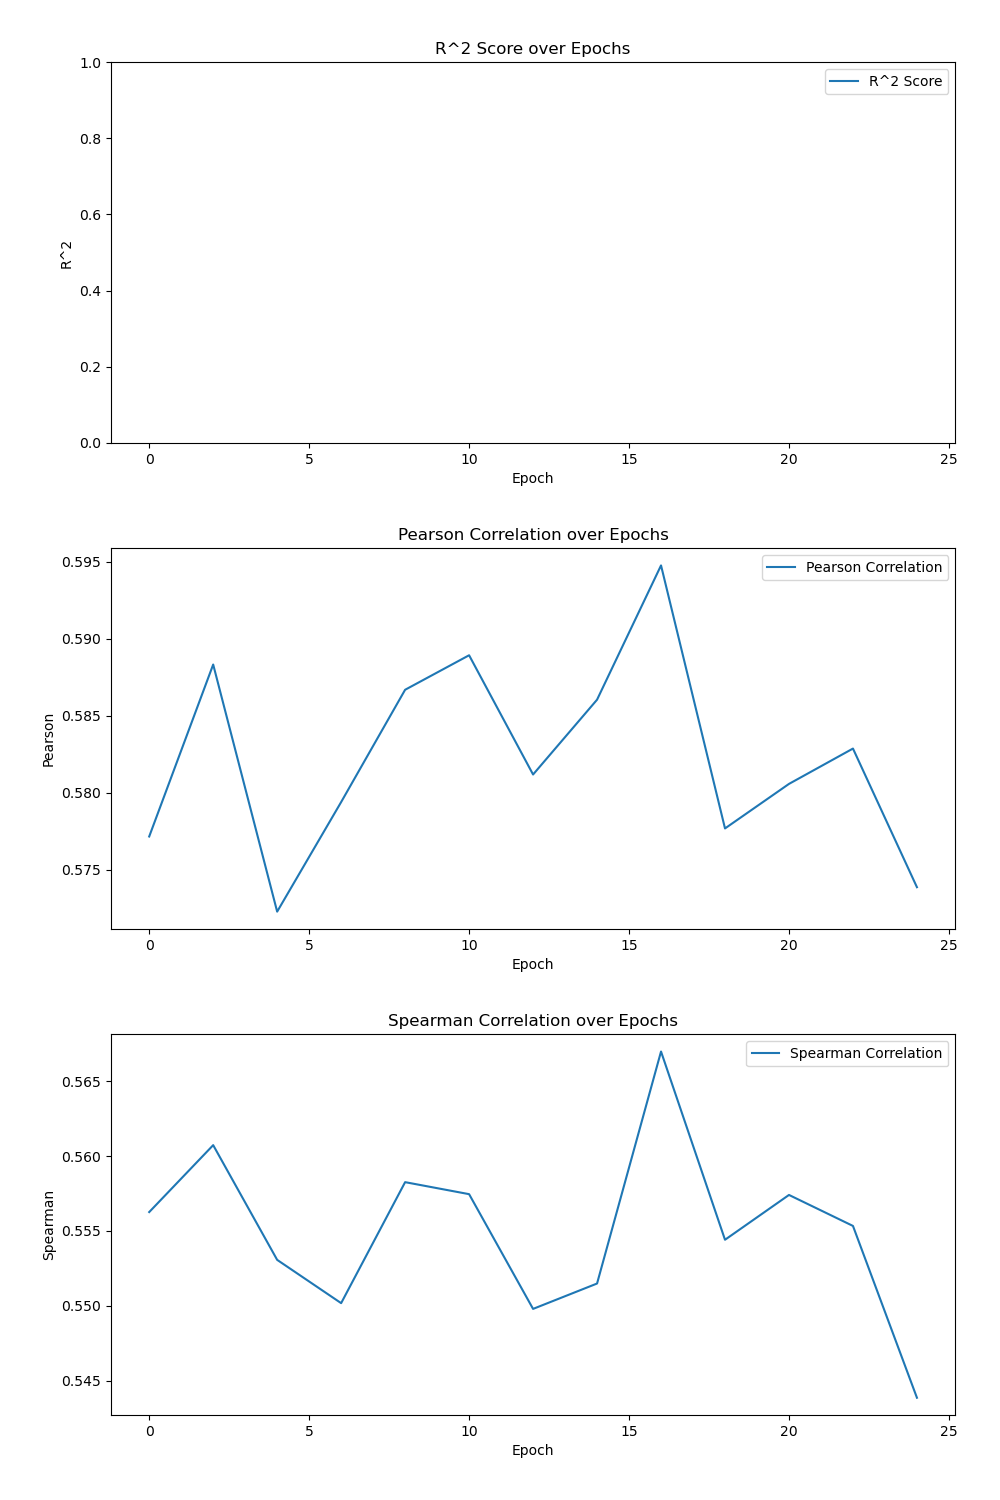 R^2 Score over Epochs
R^2 Score
1.0
0.8
0.6
0.4
0.2
0.0
R^2
0 5 10 15 20 25
Epoch
Pearson Correlation over Epochs
Pearson Correlation
0.595
0.590
0.585
0.580
0.575
Pearson
0 5 10 15 20 25
Epoch
Spearman Correlation over Epochs
Spearman Correlation
0.565
0.560
0.555
0.550
0.545
Spearman
0 5 10 15 20 25
Epoch